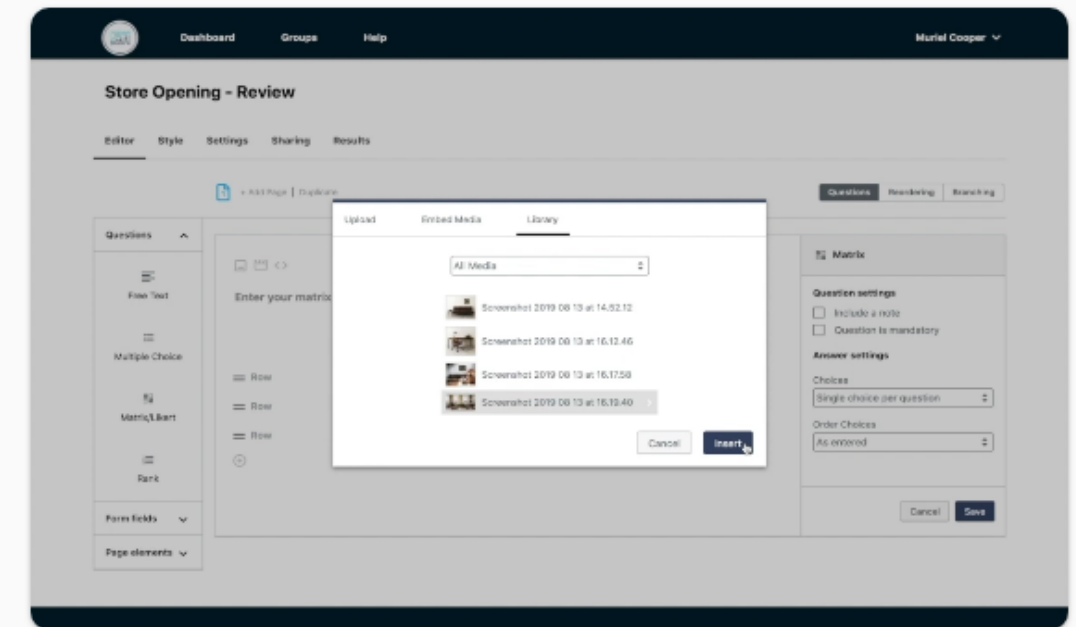 Dashboard Groups Help Muriel Cooper
Store Opening - Review
Editor Style Settings Sharing Results
+ Add Page | Duplicate
Questions Reordering Branching
Upload Embed Media Library
Questions
All Media
Matrix
Free Text
Enter your matrix
Screenshot 2019 08 13 at 14.52.12
Question settings
Include a note
Question is mandatory
Screenshot 2019 08 13 at 16.12.46
Multiple Choice
Answer settings
Row
Screenshot 2019 08 13 at 16.17.58
Choices
Single choice per question
Matrix/Likert
Row
Screenshot 2019 08 13 at 16.19.40
Order Choices
As entered
Row
Cancel Insert
Rank
Form fields
Cancel Save
Page elements